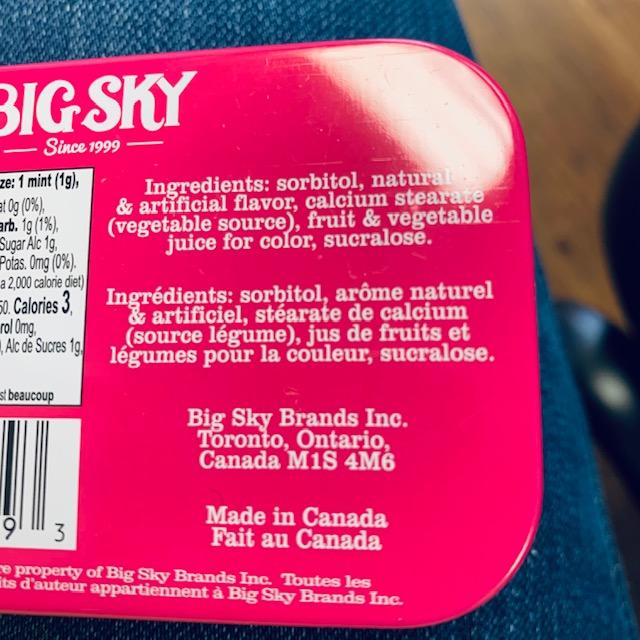 BIG SKY
Since 1999
ze: 1 mint (1g),
at 0g (0%),
arb. 1g (1%),
Sugar Alc 1g,
Potas. 0mg (0%).
a 2,000 calorie diet)
50. Calories 3,
rol 0mg,
), Alc de Sucres 1g,
st beaucoup
9 3
Ingredients: sorbitol, natural
& artificial flavor, calcium stearate
(vegetable source), fruit & vegetable
juice for color, sucralose.
Ingrédients: sorbitol, arôme naturel
& artificiel, stéarate de calcium
(source légume), jus de fruits et
légumes pour la couleur, sucralose.
Big Sky Brands Inc.
Toronto, Ontario,
Canada M1S 4M6
Made in Canada
Fait au Canada
re property of Big Sky Brands Inc. Toutes les
its d'auteur appartiennent à Big Sky Brands Inc.